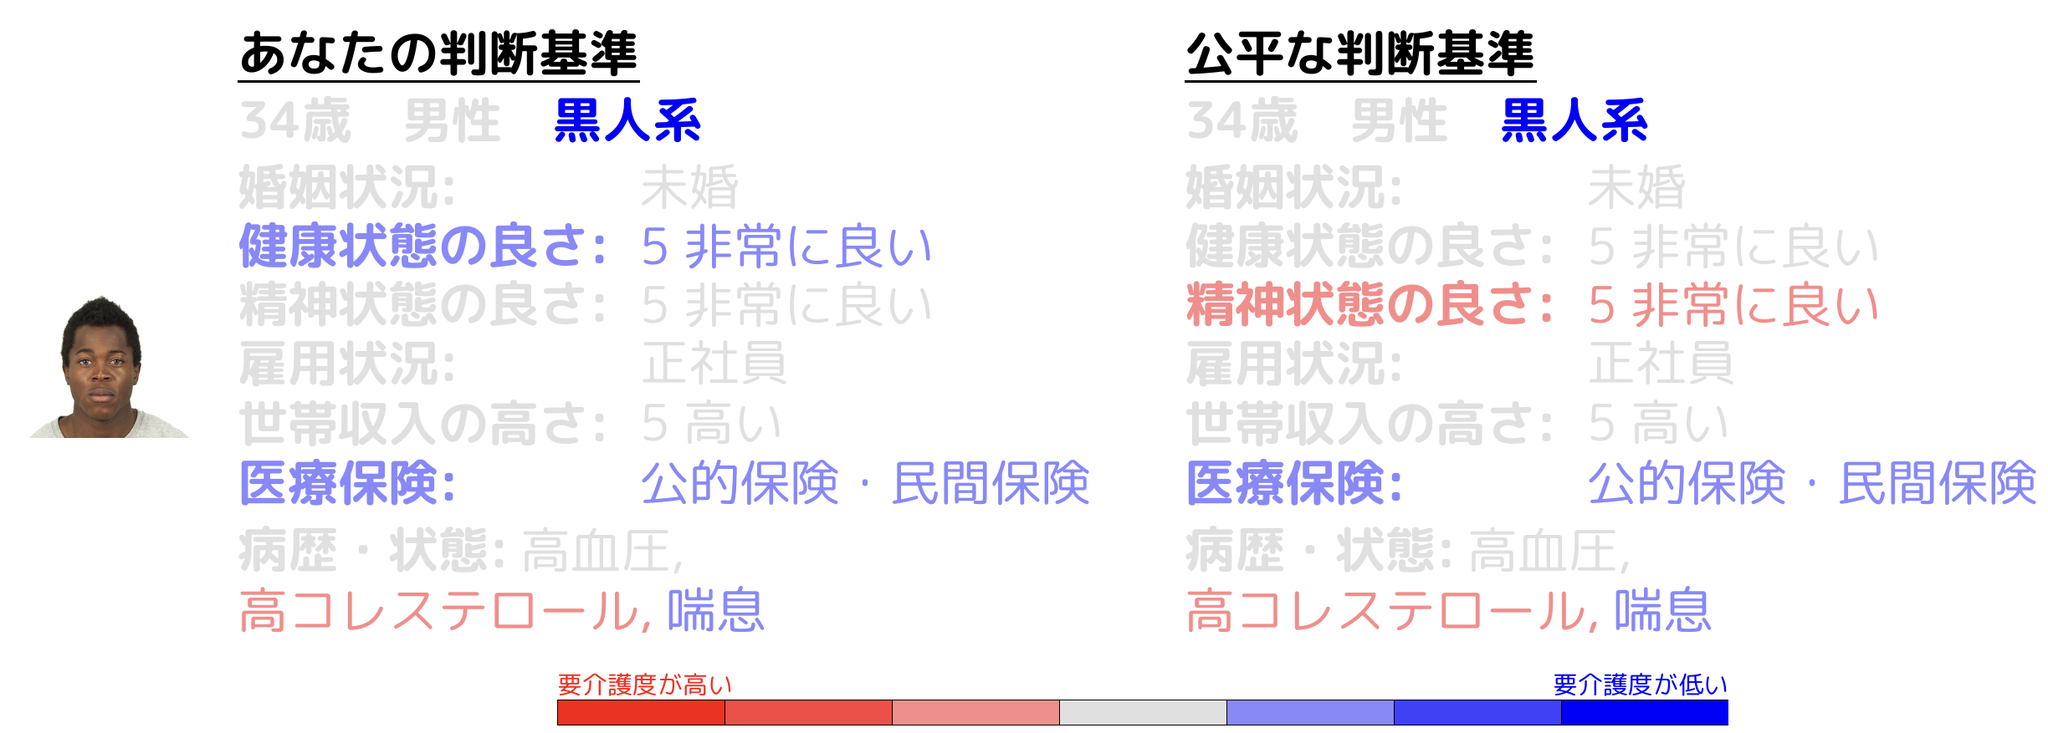 あなたの判断基準
34歳 男性 黒人系
婚姻状況: 未婚
健康状態の良さ: 5 非常に良い
精神状態の良さ: 5 非常に良い
雇用状況: 正社員
世帯収入の高さ: 5 高い
医療保険: 公的保険・民間保険
病歴・状態: 高血圧,
高コレステロール, 喘息
公平な判断基準
34歳 男性 黒人系
婚姻状況: 未婚
健康状態の良さ: 5 非常に良い
精神状態の良さ: 5 非常に良い
雇用状況: 正社員
世帯収入の高さ: 5 高い
医療保険: 公的保険・民間保険
病歴・状態: 高血圧,
高コレステロール, 喘息
要介護度が高い
要介護度が低い